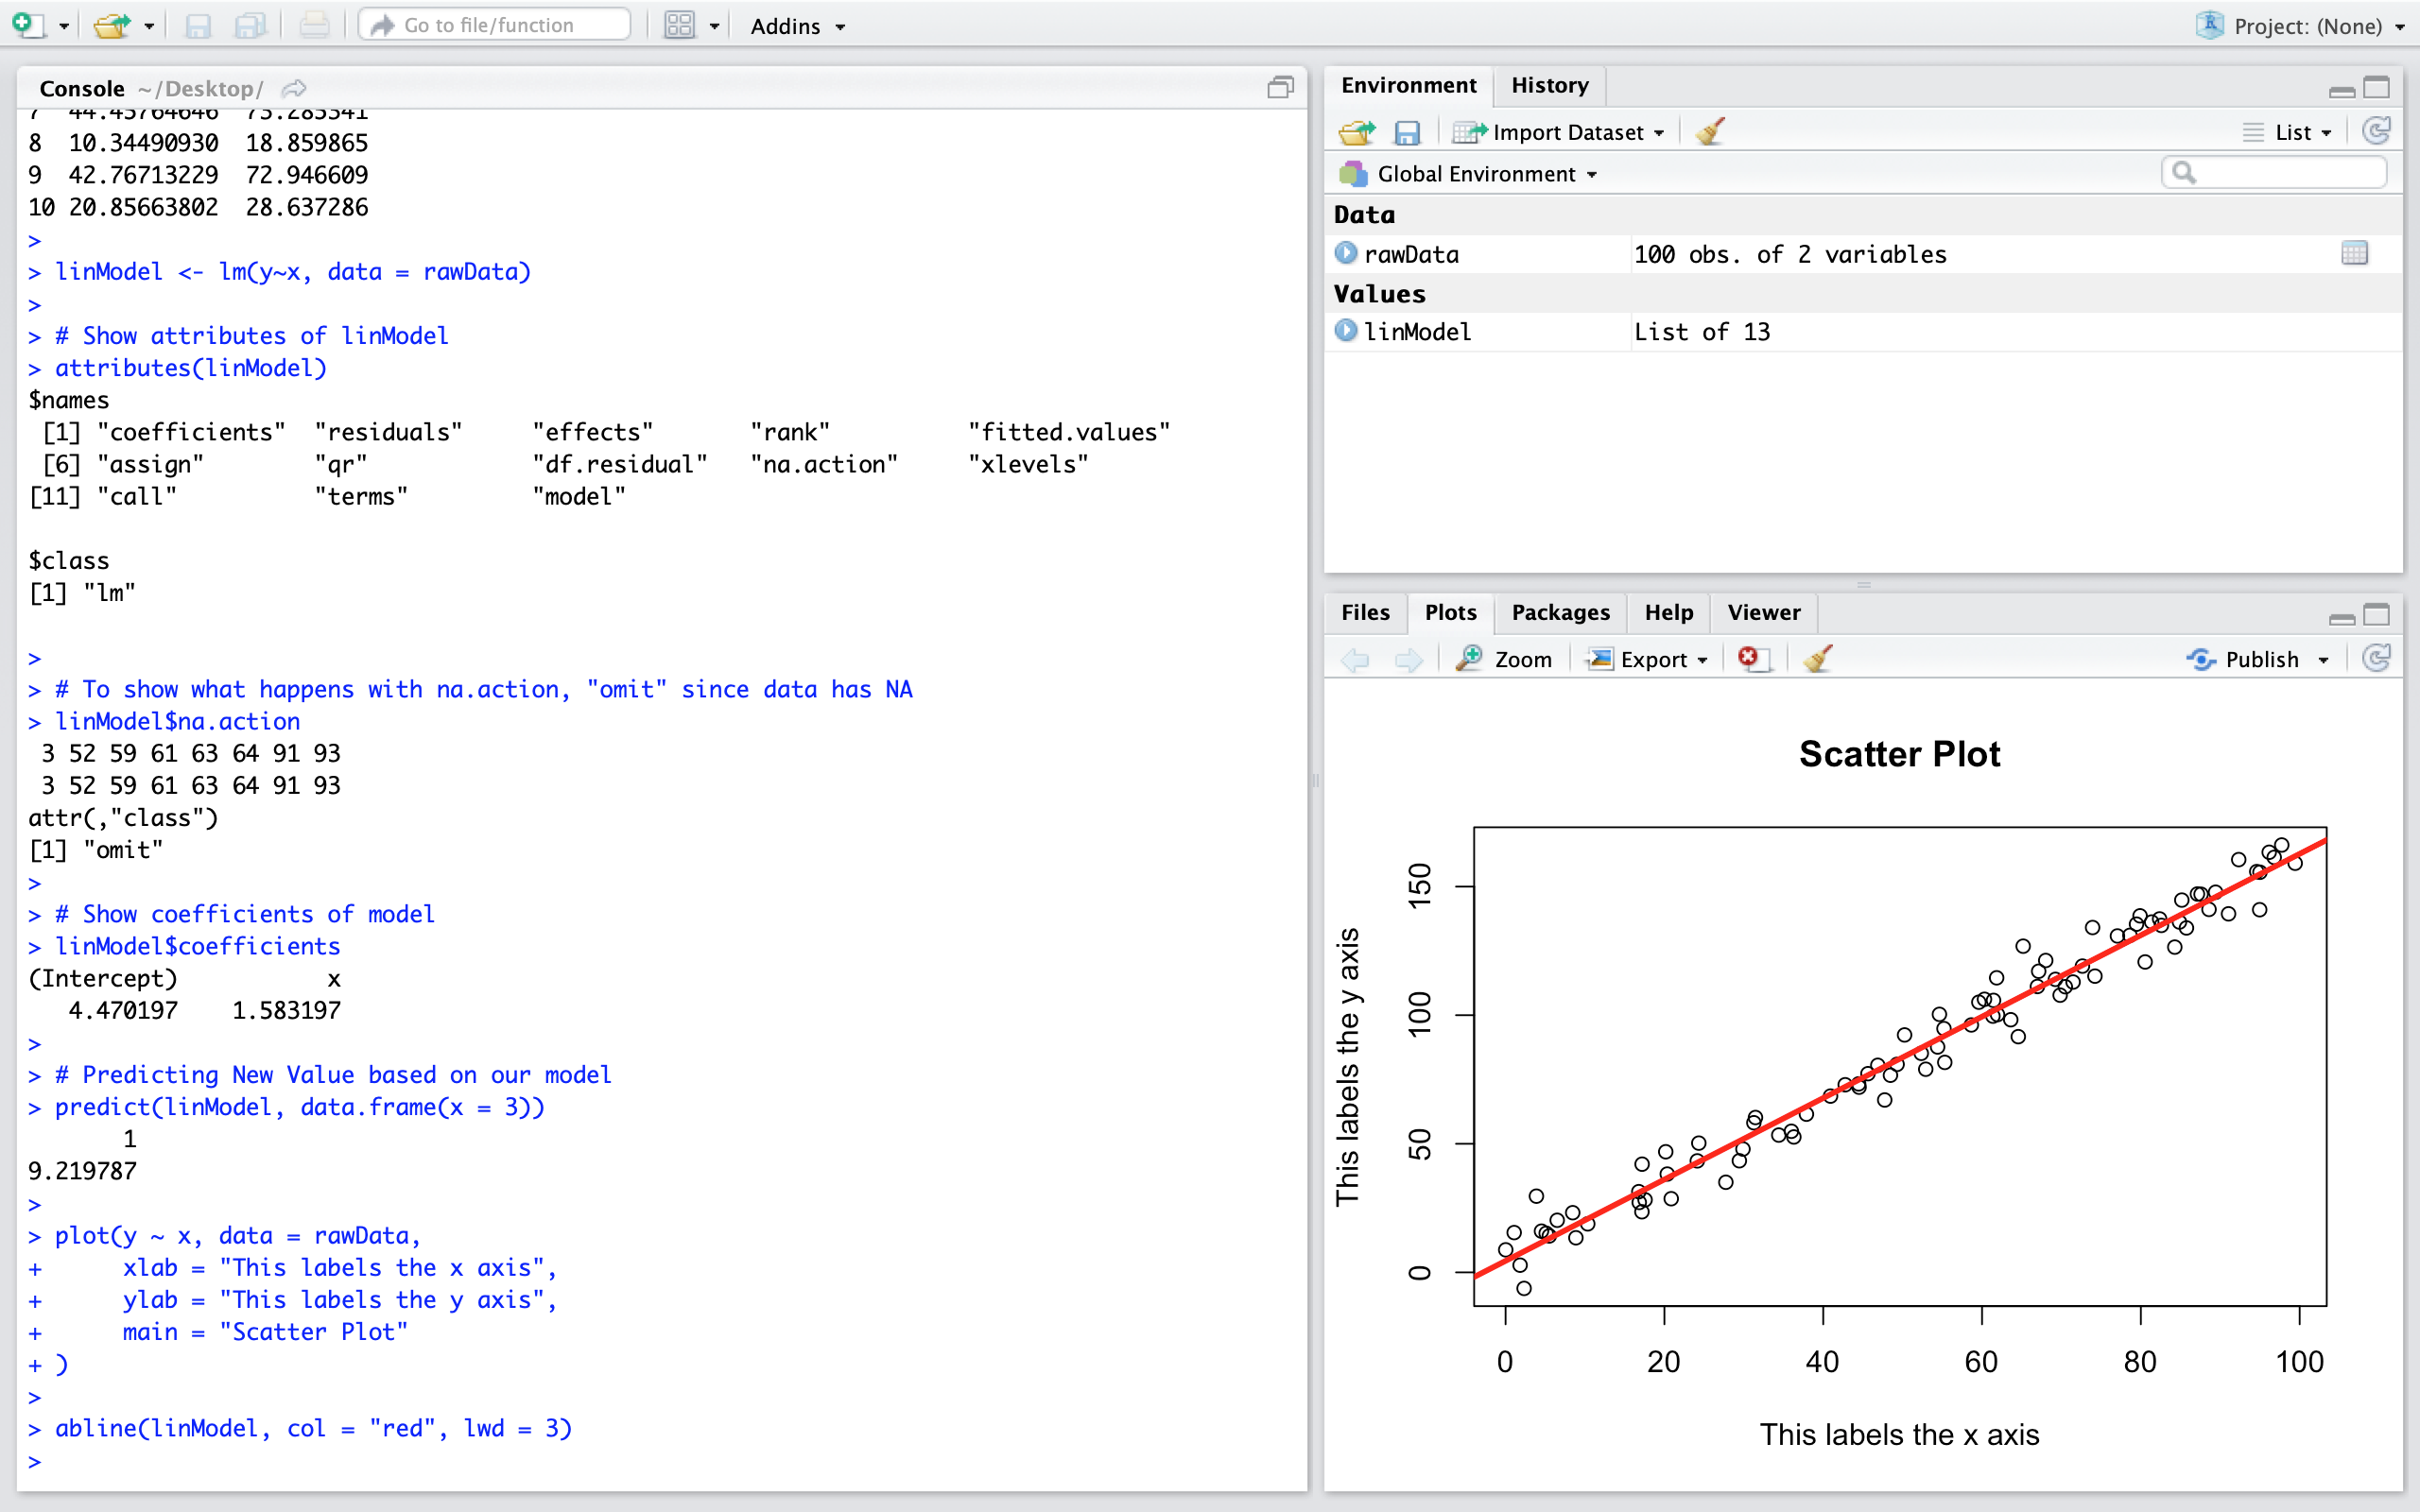 Go to file/function
Addins
Project: (None)
Console ~/Desktop/
7 44.45764646 73.285341
8 10.34490930 18.859865
9 42.76713229 72.946609
10 20.85663802 28.637286
>
> linModel <- lm(y~x, data = rawData)
>
> # Show attributes of linModel
> attributes(linModel)
$names
[1] "coefficients" "residuals" "effects" "rank" "fitted.values"
[6] "assign" "qr" "df.residual" "na.action" "xlevels"
[11] "call" "terms" "model"
$class
[1] "lm"
>
> # To show what happens with na.action, "omit" since data has NA
> linModel$na.action
3 52 59 61 63 64 91 93
3 52 59 61 63 64 91 93
attr(,"class")
[1] "omit"
>
> # Show coefficients of model
> linModel$coefficients
(Intercept) x
4.470197 1.583197
>
> # Predicting New Value based on our model
> predict(linModel, data.frame(x = 3))
1
9.219787
>
> plot(y ~ x, data = rawData,
+ xlab = "This labels the x axis",
+ ylab = "This labels the y axis",
+ main = "Scatter Plot"
+ )
>
> abline(linModel, col = "red", lwd = 3)
>
Environment History
Import Dataset List
Global Environment
Data
rawData 100 obs. of 2 variables
Values
linModel List of 13
Files Plots Packages Help Viewer
Zoom Export Publish
Scatter Plot
This labels the y axis
150
100
50
0
0 20 40 60 80 100
This labels the x axis